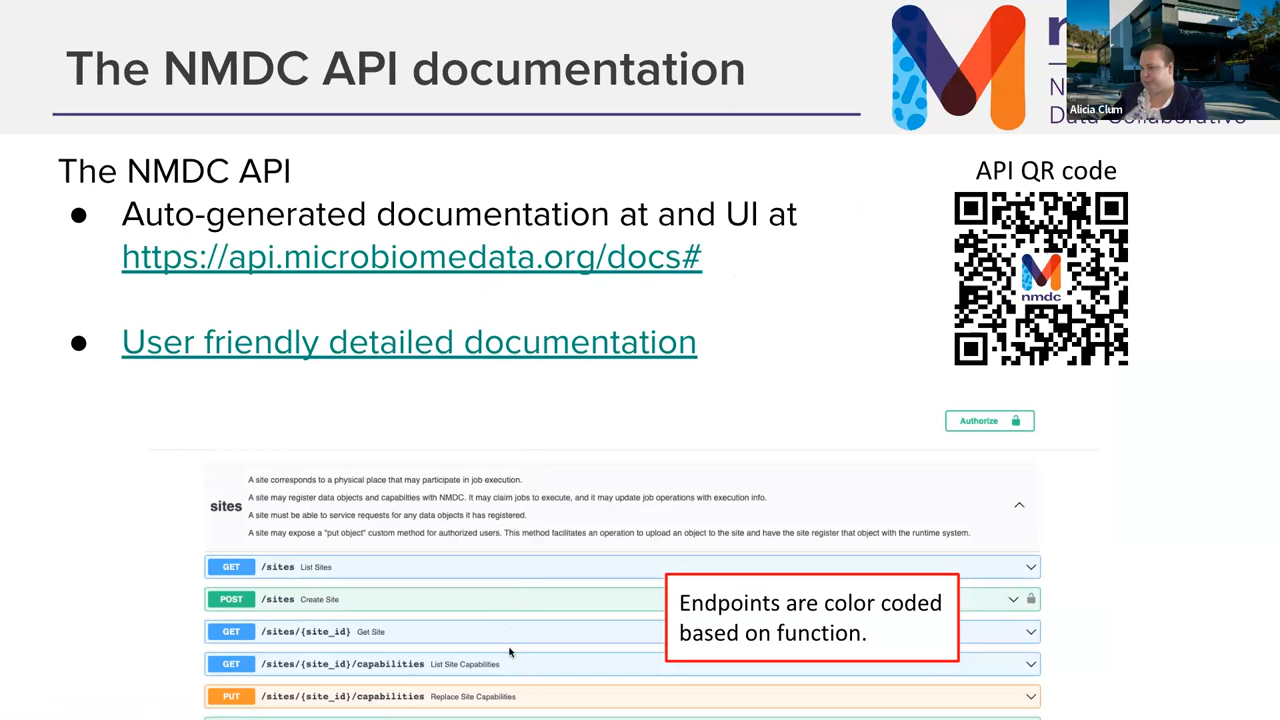 The NMDC API documentation
Alicia Clum
The NMDC API
● Auto-generated documentation at and UI at
https://api.microbiomedata.org/docs#
● User friendly detailed documentation
API QR code
nmdc
Authorize
sites
A site corresponds to a physical place that may participate in job execution.
A site may register data objects and capabilties with NMDC. It may claim jobs to execute, and it may update job operations with execution info.
A site must be able to service requests for any data objects it has registered.
A site may expose a "put object" custom method for authorized users. This method facilitates an operation to upload an object to the site and have the site register that object with the runtime system.
GET /sites List Sites
POST /sites Create Site
GET /sites/{site_id} Get Site
GET /sites/{site_id}/capabilities List Site Capabilities
PUT /sites/{site_id}/capabilities Replace Site Capabilities
Endpoints are color coded
based on function.